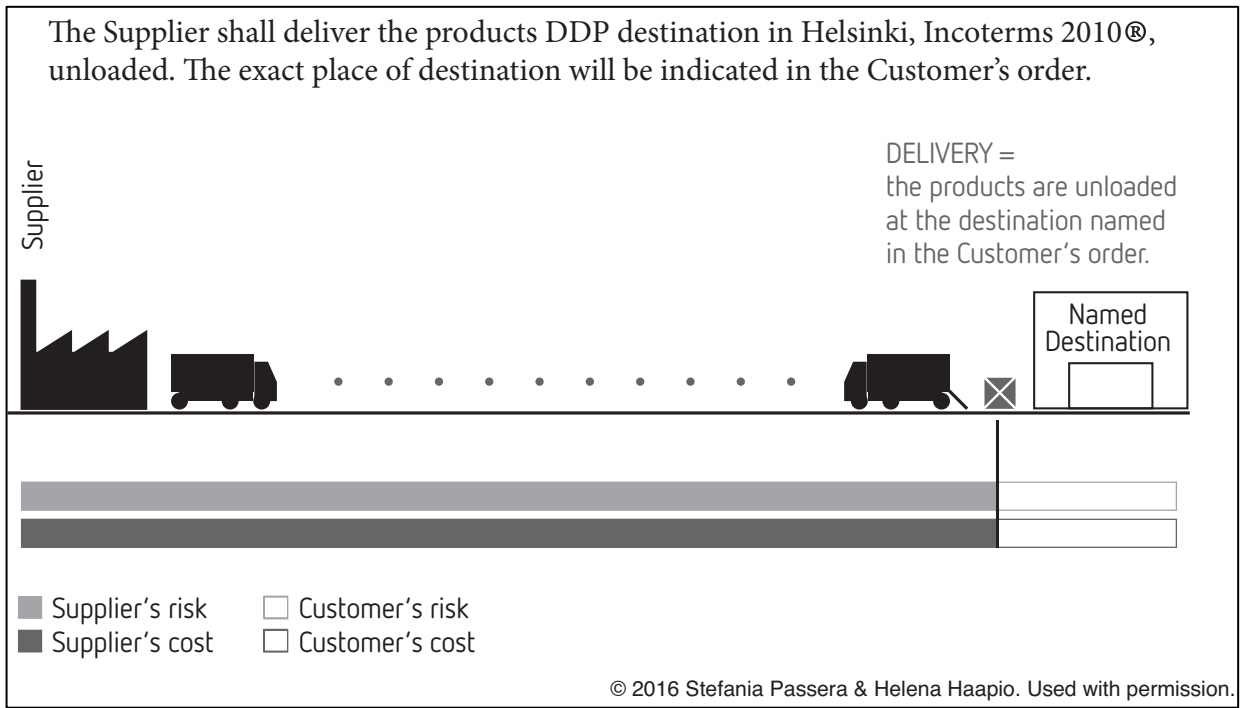 The Supplier shall deliver the products DDP destination in Helsinki, Incoterms 2010®,
unloaded. The exact place of destination will be indicated in the Customer's order.
Supplier
DELIVERY =
the products are unloaded
at the destination named
in the Customer's order.
Named
Destination
Supplier's risk
Customer's risk
Supplier's cost
Customer's cost
© 2016 Stefania Passera & Helena Haapio. Used with permission.